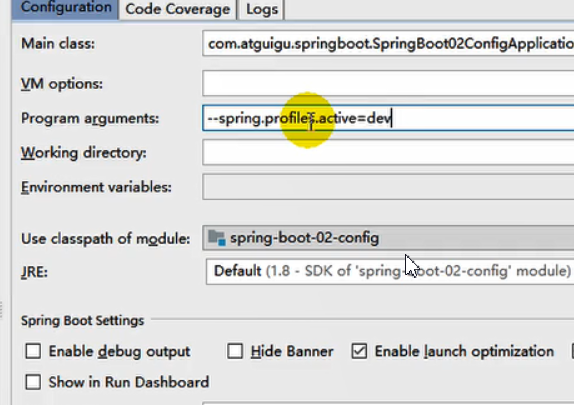 Configuration Code Coverage Logs
Main class: com.atguigu.springboot.SpringBoot02ConfigApplicatio
VM options:
Program arguments: --spring.profiles.active=dev
Working directory:
Environment variables:
Use classpath of module: spring-boot-02-config
JRE: Default (1.8 - SDK of 'spring-boot-02-config' module)
Spring Boot Settings
Enable debug output Hide Banner Enable launch optimization
Show in Run Dashboard